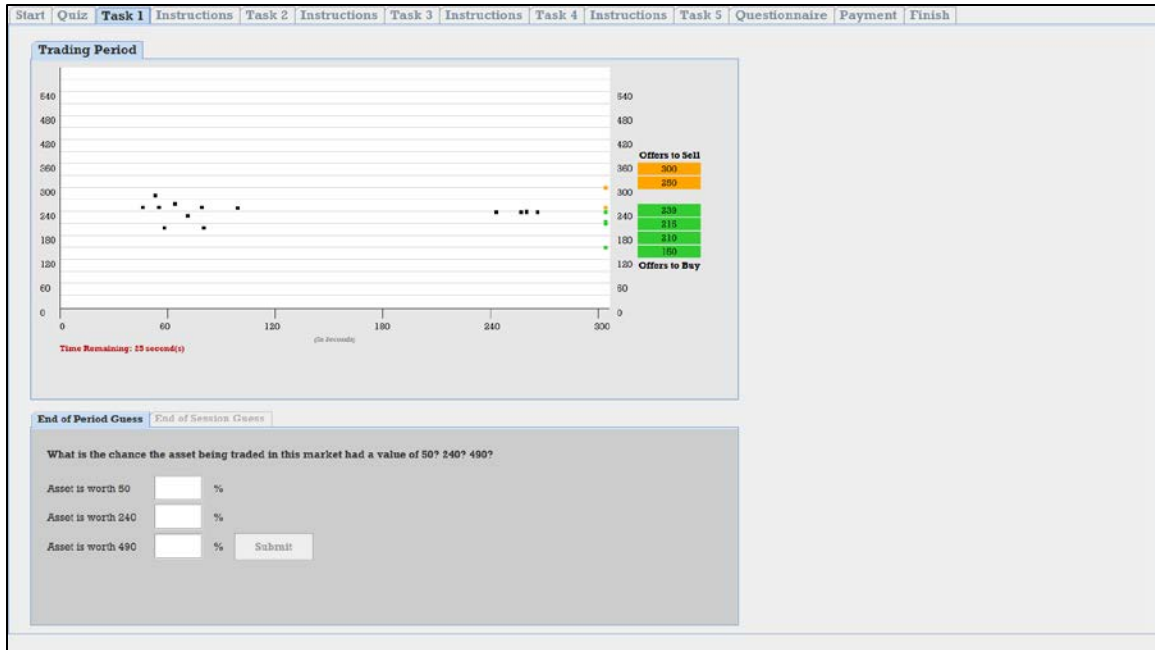 Start Quiz Task 1 Instructions Task 2 Instructions Task 3 Instructions Task 4 Instructions Task 5 Questionnaire Payment Finish
Trading Period
540 540
480 480
420 420
Offers to Sell
360 360 300
250
300 300
239
240 240 215
210
180 180 150
120 120 Offers to Buy
60 60
0 0
0 60 120 180 240 300
(In Seconds)
Time Remaining: 25 second(s)
End of Period Guess End of Session Guess
What is the chance the asset being traded in this market had a value of 50? 240? 490?
Asset is worth 50 %
Asset is worth 240 %
Asset is worth 490 % Submit